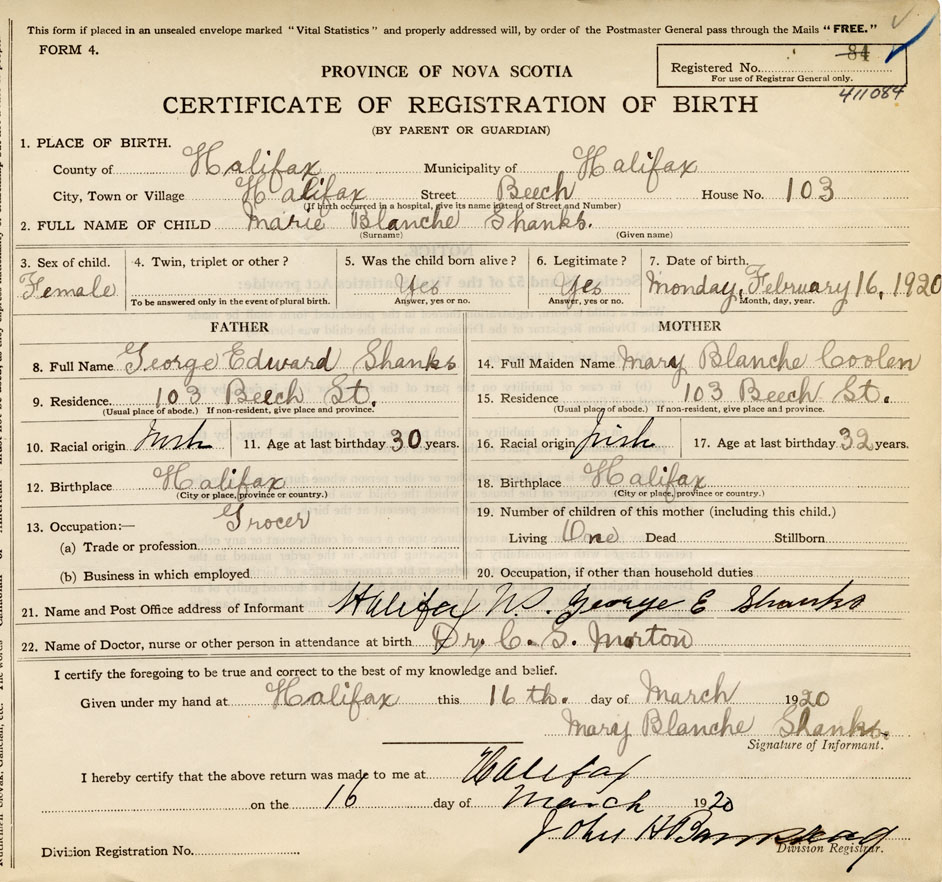 This form if placed in an unsealed envelope marked "Vital Statistics" and properly addressed will, by order of the Postmaster General pass through the Mails "FREE."
FORM 4.
84
Registered No.
For use of Registrar General only.
411084
PROVINCE OF NOVA SCOTIA
CERTIFICATE OF REGISTRATION OF BIRTH
(BY PARENT OR GUARDIAN)
1. PLACE OF BIRTH.
County of Halifax Municipality of Halifax
City, Town or Village Halifax Street Beech House No. 103
(If birth occurred in a hospital, give its name instead of Street and Number)
2. FULL NAME OF CHILD Marie Blanche Shanks.
(Surname) (Given name)
3. Sex of child. 4. Twin, triplet or other? 5. Was the child born alive? 6. Legitimate? 7. Date of birth.
Female Yes Yes Monday, February 16, 1920
To be answered only in the event of plural birth. Answer, yes or no. Answer, yes or no. Month, day, year.
FATHER MOTHER
8. Full Name George Edward Shanks 14. Full Maiden Name Mary Blanche Coolen
9. Residence. 103 Beech St. 15. Residence 103 Beech St.
(Usual place of abode.) If non-resident, give place and province. (Usual place of abode.) If non-resident, give place and province.
10. Racial origin Irish 11. Age at last birthday 30 years. 16. Racial origin Irish 17. Age at last birthday 32 years.
12. Birthplace Halifax 18. Birthplace Halifax
(City or place, province or country.) (City or place, province or country.)
13. Occupation:— Grocer 19. Number of children of this mother (including this child.)
(a) Trade or profession Living One Dead Stillborn
(b) Business in which employed 20. Occupation, if other than household duties
21. Name and Post Office address of Informant Halifax N.S. George E Shanks
22. Name of Doctor, nurse or other person in attendance at birth Dr. C. S. Morton
I certify the foregoing to be true and correct to the best of my knowledge and belief.
Given under my hand at Halifax this 16 th. day of March 1920
Mary Blanche Shanks.
Signature of Informant.
I hereby certify that the above return was made to me at Halifax
on the 16 day of March 1920
John H Barnstead
Division Registrar.
Division Registration No.